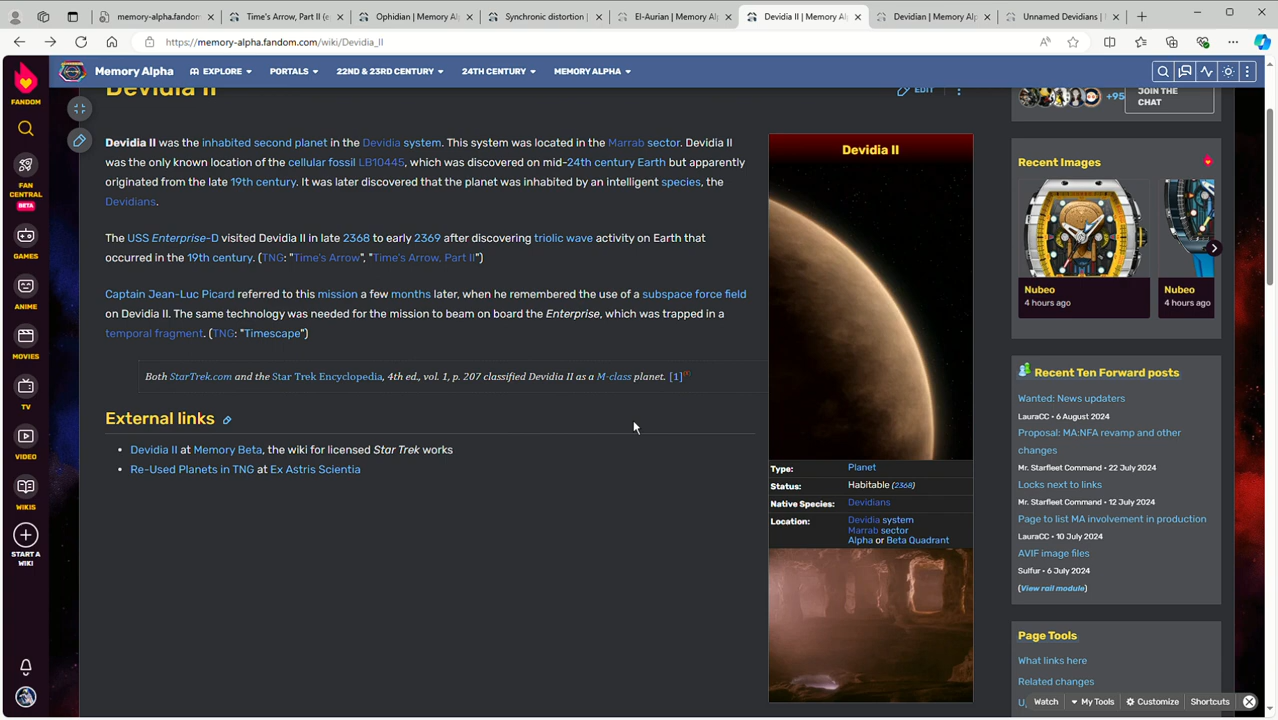 memory-alpha.fandom
Time's Arrow, Part II (e
Ophidian | Memory Al
Synchronic distortion |
El-Aurian | Memory Al
Devidia II | Memory Al
Devidian | Memory Alp
Unnamed Devidians | M
https://memory-alpha.fandom.com/wiki/Devidia_II
FANDOM
Memory Alpha
EXPLORE
PORTALS
22ND & 23RD CENTURY
24TH CENTURY
MEMORY ALPHA
FAN CENTRAL
BETA
GAMES
ANIME
MOVIES
TV
VIDEO
WIKIS
START A WIKI
Devidia II
EDIT
Devidia II was the inhabited second planet in the Devidia system. This system was located in the Marrab sector. Devidia II
was the only known location of the cellular fossil LB10445, which was discovered on mid-24th century Earth but apparently
originated from the late 19th century. It was later discovered that the planet was inhabited by an intelligent species, the
Devidians.
The USS Enterprise-D visited Devidia II in late 2368 to early 2369 after discovering triolic wave activity on Earth that
occurred in the 19th century. (TNG: "Time's Arrow", "Time's Arrow, Part II")
Captain Jean-Luc Picard referred to this mission a few months later, when he remembered the use of a subspace force field
on Devidia II. The same technology was needed for the mission to beam on board the Enterprise, which was trapped in a
temporal fragment. (TNG: "Timescape")
Both StarTrek.com and the Star Trek Encyclopedia, 4th ed., vol. 1, p. 207 classified Devidia II as a M-class planet. [1]
External links
• Devidia II at Memory Beta, the wiki for licensed Star Trek works
• Re-Used Planets in TNG at Ex Astris Scientia
Devidia II
Type: Planet
Status: Habitable (2368)
Native Species: Devidians
Location: Devidia system
Marrab sector
Alpha or Beta Quadrant
+95
JOIN THE
CHAT
Recent Images
Nubeo
4 hours ago
Nubeo
4 hours ago
Recent Ten Forward posts
Wanted: News updaters
LauraCC • 6 August 2024
Proposal: MA:NFA revamp and other
changes
Mr. Starfleet Command • 22 July 2024
Locks next to links
Mr. Starfleet Command • 12 July 2024
Page to list MA involvement in production
LauraCC • 10 July 2024
AVIF image files
Sulfur • 6 July 2024
(View rail module)
Page Tools
What links here
Related changes
Watch
My Tools
Customize
Shortcuts